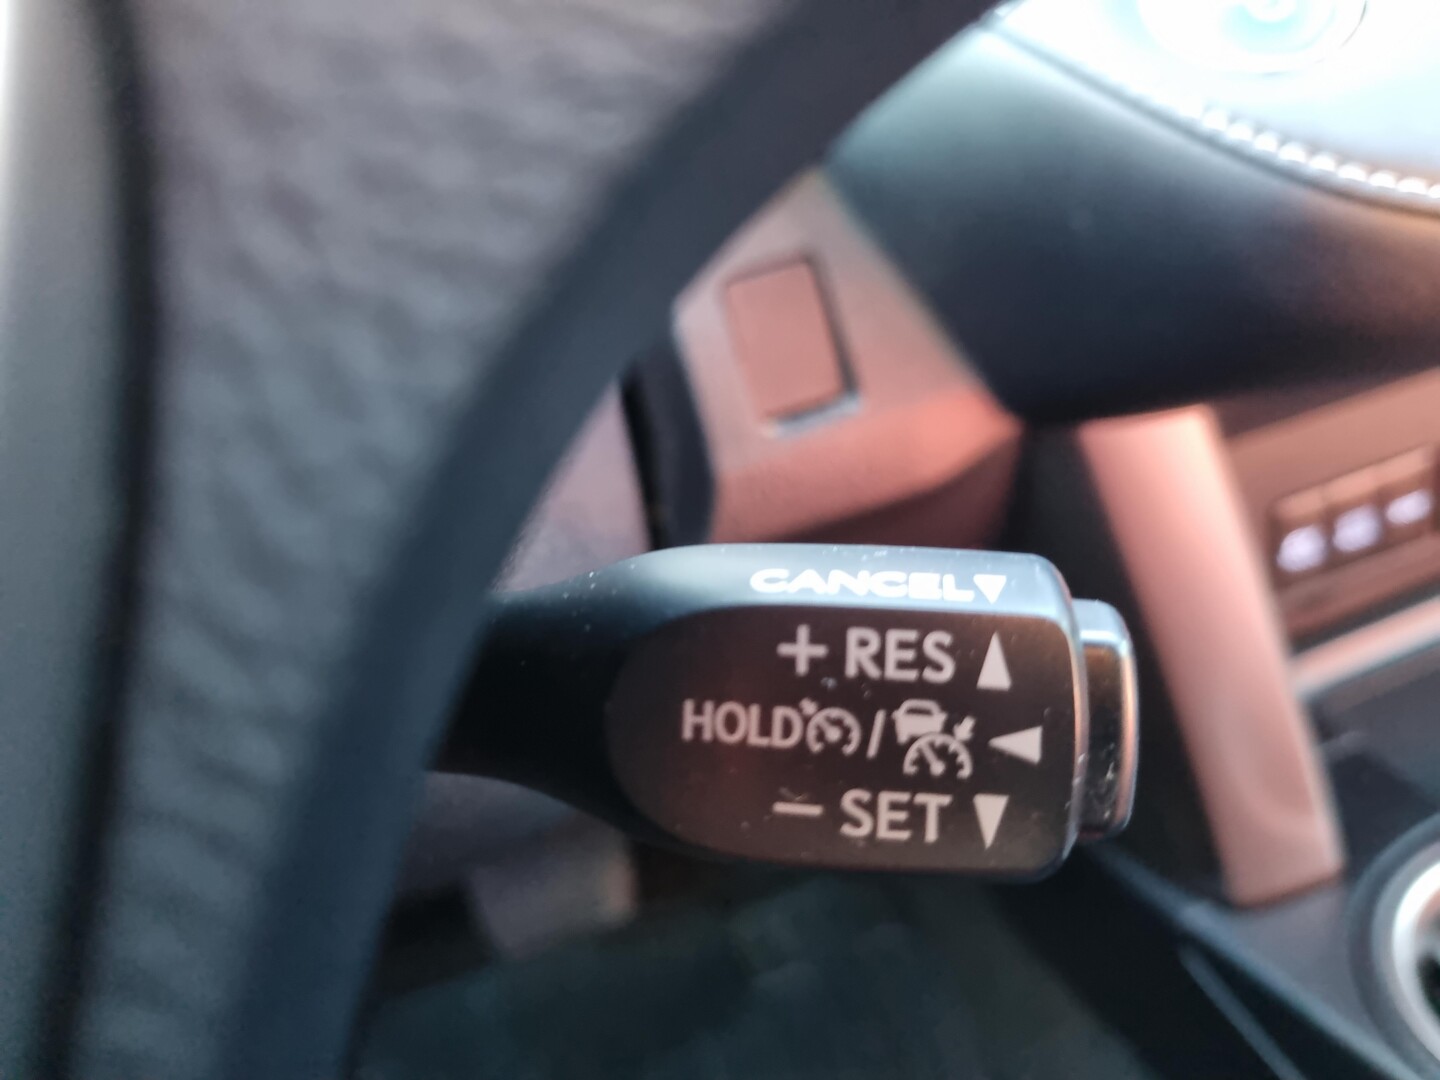 CANCEL▼
+ RES ▲
HOLD / ◀
− SET ▼